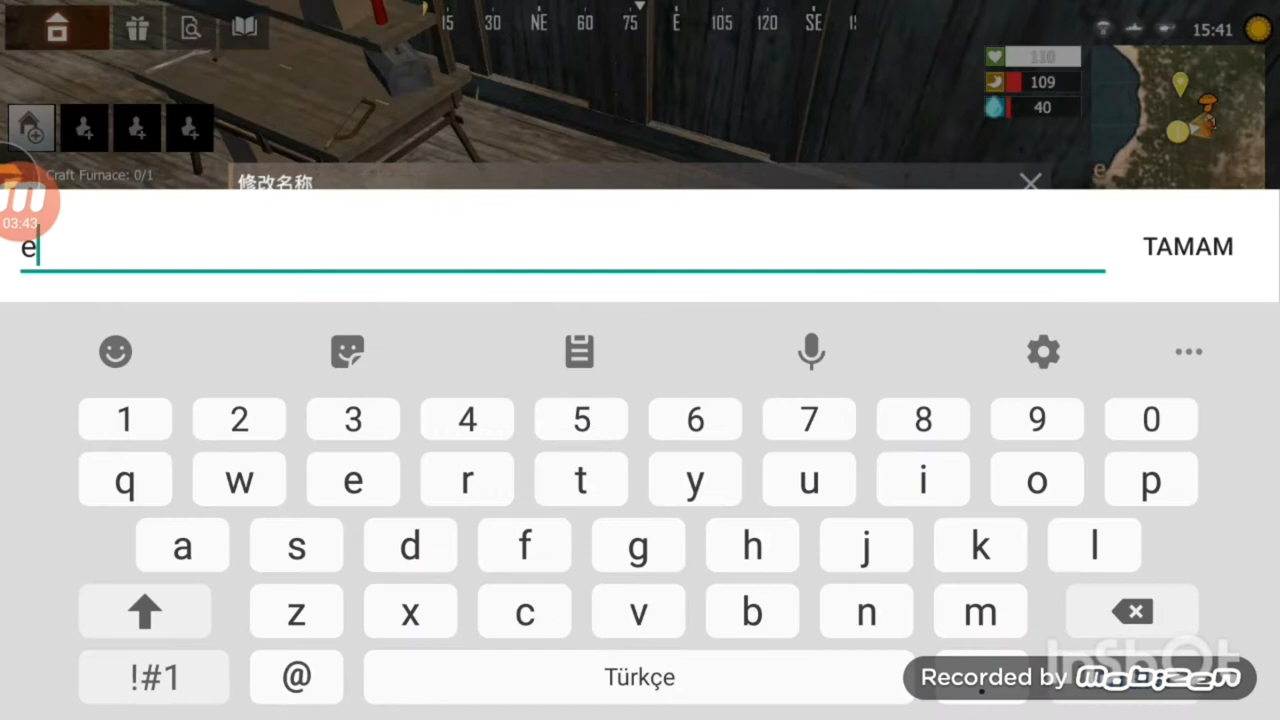 15 30 NE 60 75 E 105 120 SE
15:41
110
109
40
Craft Furnace: 0/1
修改名称
03:43
e
TAMAM
1 2 3 4 5 6 7 8 9 0
q w e r t y u i o p
a s d f g h j k l
z x c v b n m
!#1 @ Türkçe .
InShOt
Recorded by mobizen